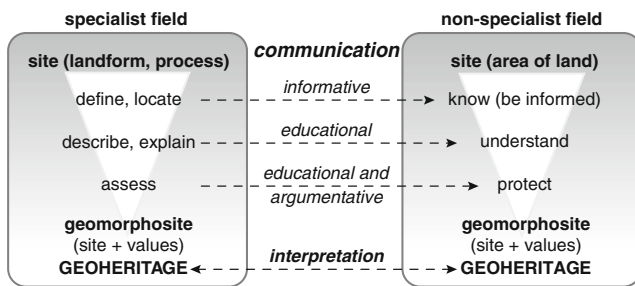 specialist field
non-specialist field
communication
site (landform, process)
site (area of land)
define, locate
informative
know (be informed)
describe, explain
educational
understand
assess
educational and
argumentative
protect
geomorphosite
(site + values)
GEOHERITAGE
interpretation
geomorphosite
(site + values)
GEOHERITAGE